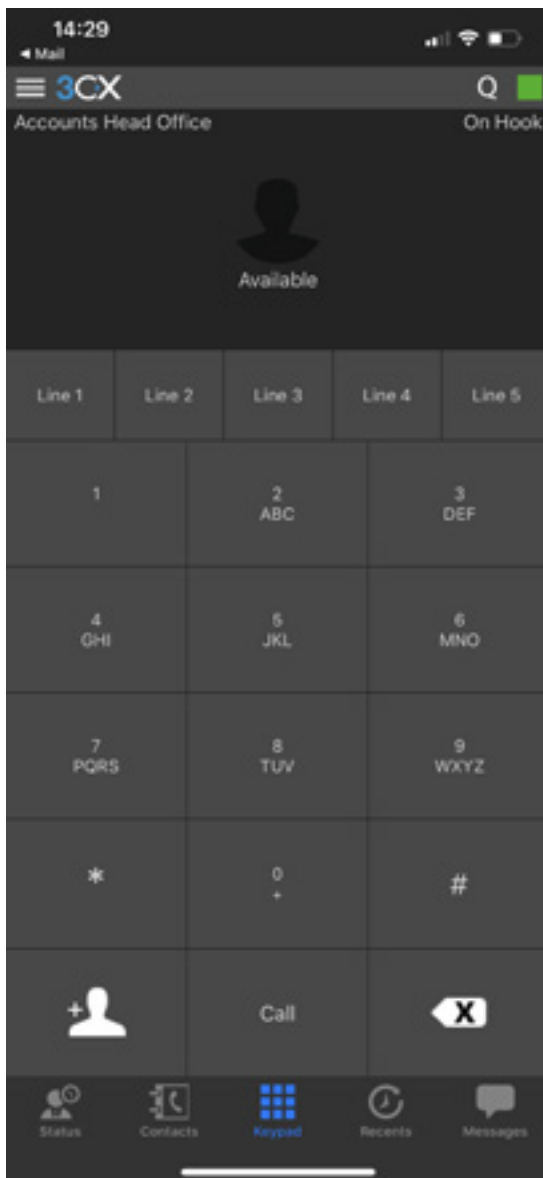 14:29
Mail
3CX
Q
Accounts Head Office On Hook
Available
Line 1 Line 2 Line 3 Line 4 Line 5
1 2 3
ABC DEF
4 5 6
GHI JKL MNO
7 8 9
PQRS TUV WXYZ
* 0 #
+
+ Call X
Status Contacts Keypad Recents Messages